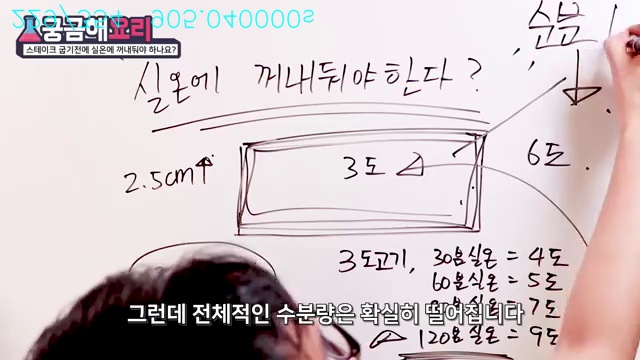 궁금해요리
스테이크 굽기전에 실온에 꺼내둬야 하나요?
수분
실온에 꺼내둬야한다?
2.5cm↑
3도
6도
3도고기, 30분실온 = 4도
60분실온 = 5도
= 7도
120분실온 = 9도
그런데 전체적인 수분량은 확실히 떨어집니다